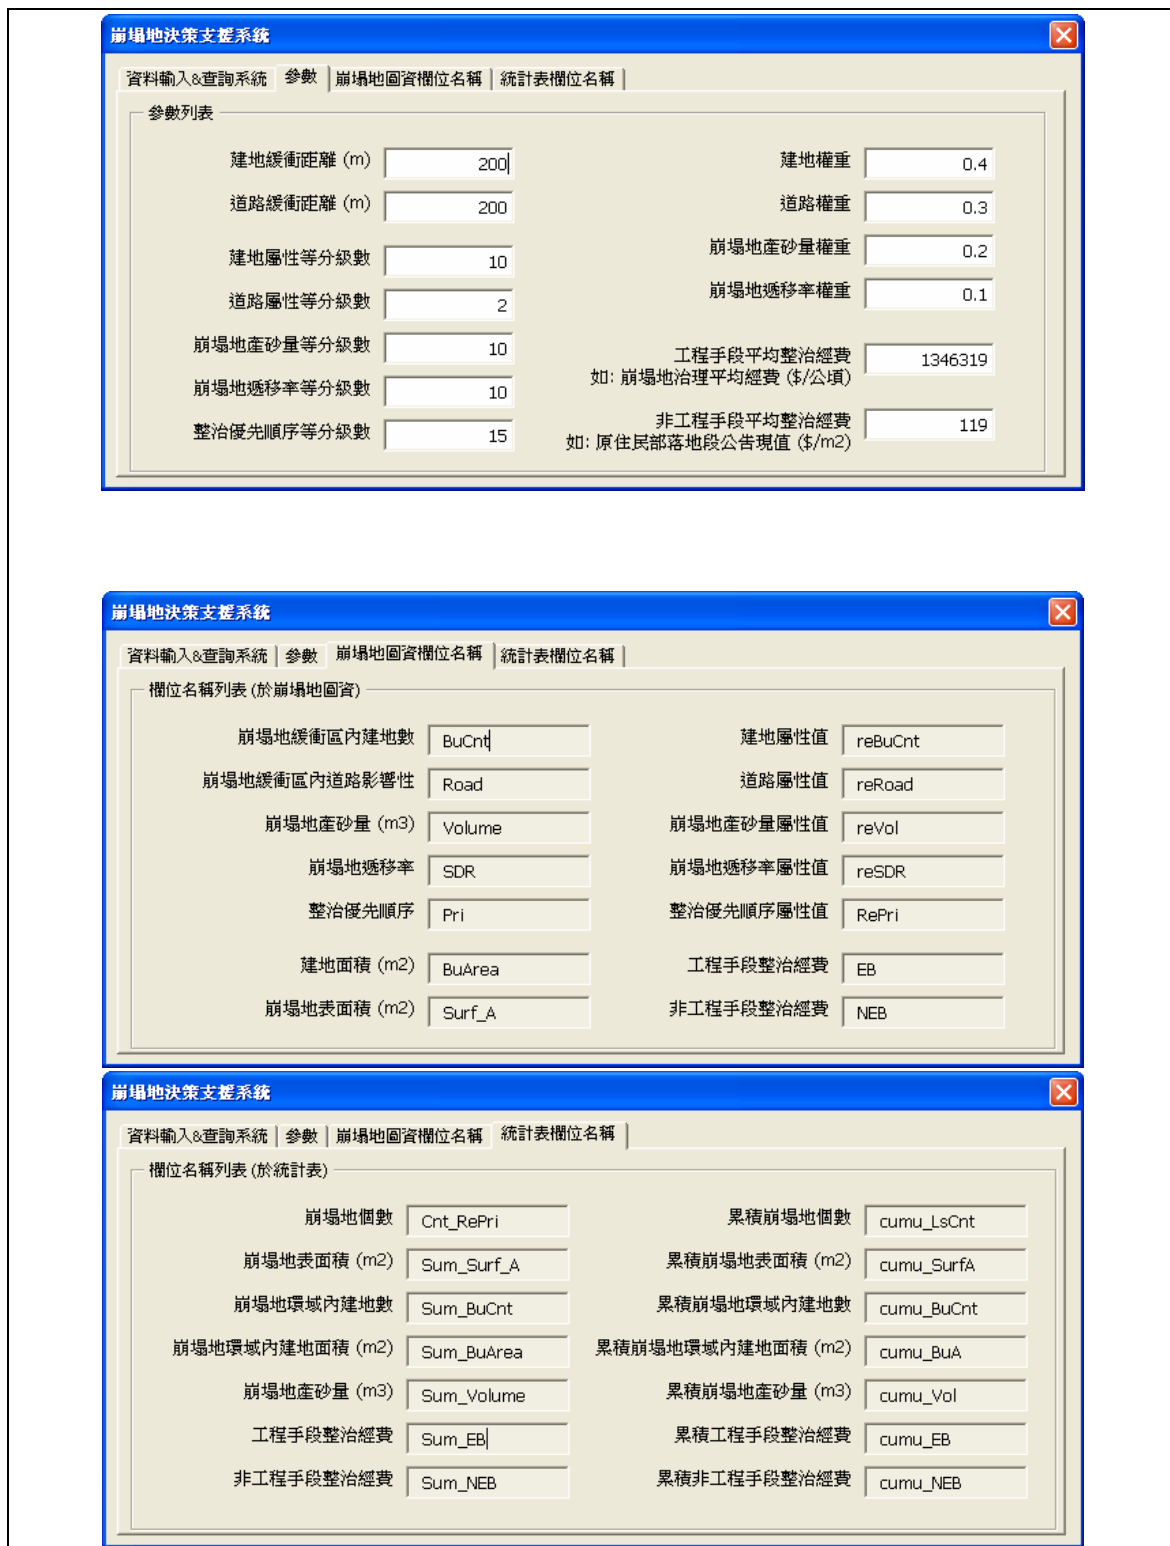 崩塌地決策支援系統
資料輸入&查詢系統 參數 崩塌地圖資欄位名稱 統計表欄位名稱
參數列表
建地緩衝距離 (m) 200 建地權重 0.4
道路緩衝距離 (m) 200 道路權重 0.3
建地屬性等分級數 10 崩塌地產砂量權重 0.2
道路屬性等分級數 2 崩塌地遞移率權重 0.1
崩塌地產砂量等分級數 10 工程手段平均整治經費 1346319
如: 崩塌地治理平均經費 ($/公頃)
崩塌地遞移率等分級數 10
整治優先順序等分級數 15 非工程手段平均整治經費 119
如: 原住民部落地段公告現值 ($/m2)
崩塌地決策支援系統
資料輸入&查詢系統 參數 崩塌地圖資欄位名稱 統計表欄位名稱
欄位名稱列表 (於崩塌地圖資)
崩塌地緩衝區內建地數 BuCnt 建地屬性值 reBuCnt
崩塌地緩衝區內道路影響性 Road 道路屬性值 reRoad
崩塌地產砂量 (m3) Volume 崩塌地產砂量屬性值 reVol
崩塌地遞移率 SDR 崩塌地遞移率屬性值 reSDR
整治優先順序 Pri 整治優先順序屬性值 RePri
建地面積 (m2) BuArea 工程手段整治經費 EB
崩塌地表面積 (m2) Surf_A 非工程手段整治經費 NEB
崩塌地決策支援系統
資料輸入&查詢系統 參數 崩塌地圖資欄位名稱 統計表欄位名稱
欄位名稱列表 (於統計表)
崩塌地個數 Cnt_RePri 累積崩塌地個數 cumu_LsCnt
崩塌地表面積 (m2) Sum_Surf_A 累積崩塌地表面積 (m2) cumu_SurfA
崩塌地環域內建地數 Sum_BuCnt 累積崩塌地環域內建地數 cumu_BuCnt
崩塌地環域內建地面積 (m2) Sum_BuArea 累積崩塌地環域內建地面積 (m2) cumu_BuA
崩塌地產砂量 (m3) Sum_Volume 累積崩塌地產砂量 (m3) cumu_Vol
工程手段整治經費 Sum_EB 累積工程手段整治經費 cumu_EB
非工程手段整治經費 Sum_NEB 累積非工程手段整治經費 cumu_NEB